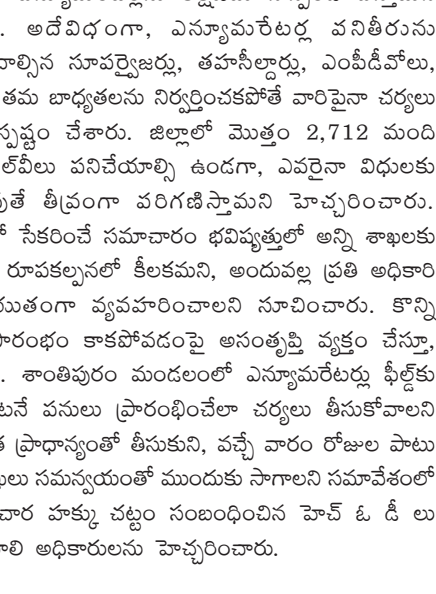 . అదేవిధంగా, ఎన్యూమరేటర్ల వనితీరును
సూపర్వైజర్లు, తహసీల్దార్లు, ఎంపీడీవోలు,
తమ బాధ్యతలను నిర్వర్తించకపోతే వారిపైనా చర్యలు
స్పష్టం చేశారు. జిల్లాలో మొత్తం 2,712 మంది
పనిచేయాల్సి ఉండగా, ఎవరైనా విధులకు
తీవ్రంగా పరిగణిస్తామని హెచ్చరించారు.
సేకరించే సమాచారం భవిష్యత్తులో అన్ని శాఖలకు
రూపకల్పనలో కీలకమని, అందువల్ల ప్రతి అధికారి
వ్యవహరించాలని సూచించారు. కొన్ని
కాకపోవడంపై అసంతృప్తి వ్యక్తం చేస్తూ,
. శాంతిపురం మండలంలో ఎన్యూమరేటర్లు ఫీల్డ్‌కు
పనులు ప్రారంభించేలా చర్యలు తీసుకోవాలని
ప్రాధాన్యంతో తీసుకుని, వచ్చే వారం రోజుల పాటు
సమన్వయంతో ముందుకు సాగాలని సమావేశంలో
హక్కు చట్టం సంబంధించిన హెచ్ ఓ డీ లు
అధికారులను హెచ్చరించారు.